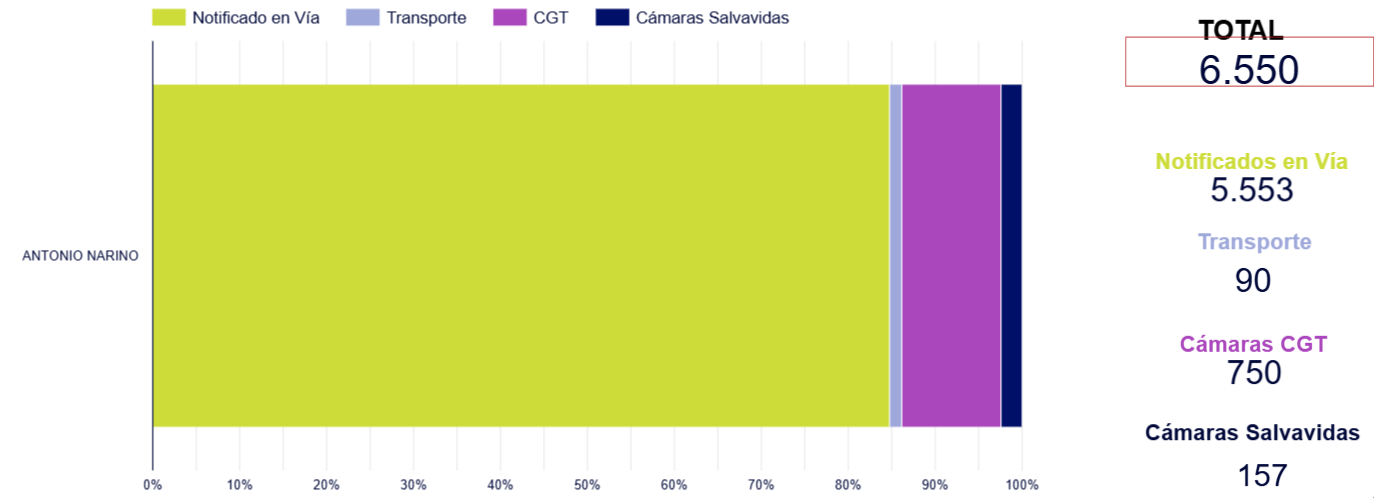 Notificado en Vía
Transporte
CGT
Cámaras Salvavidas
ANTONIO NARINO
0%
10%
20%
30%
40%
50%
60%
70%
80%
90%
100%
TOTAL
6.550
Notificados en Vía
5.553
Transporte
90
Cámaras CGT
750
Cámaras Salvavidas
157